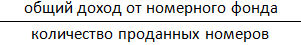 общий доход от номерного фонда
количество проданных номеров